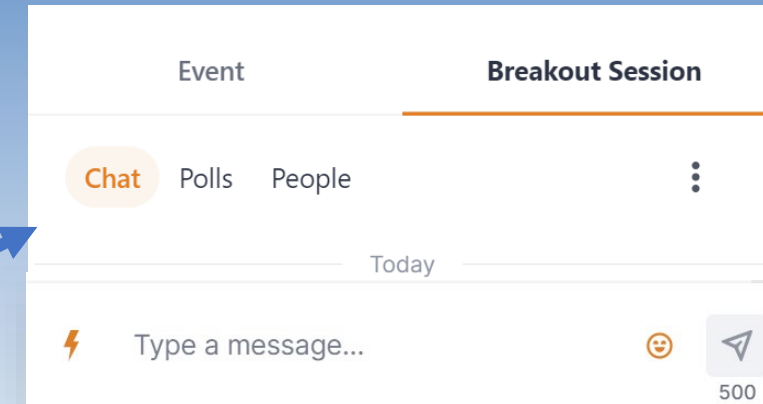 Event Breakout Session
Chat Polls People
Today
Type a message...
500